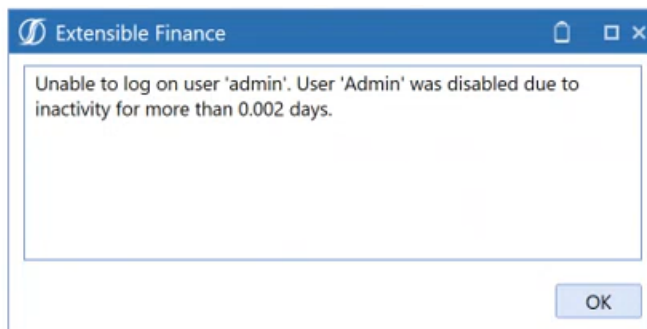 Extensible Finance
Unable to log on user 'admin'. User 'Admin' was disabled due to
inactivity for more than 0.002 days.
OK